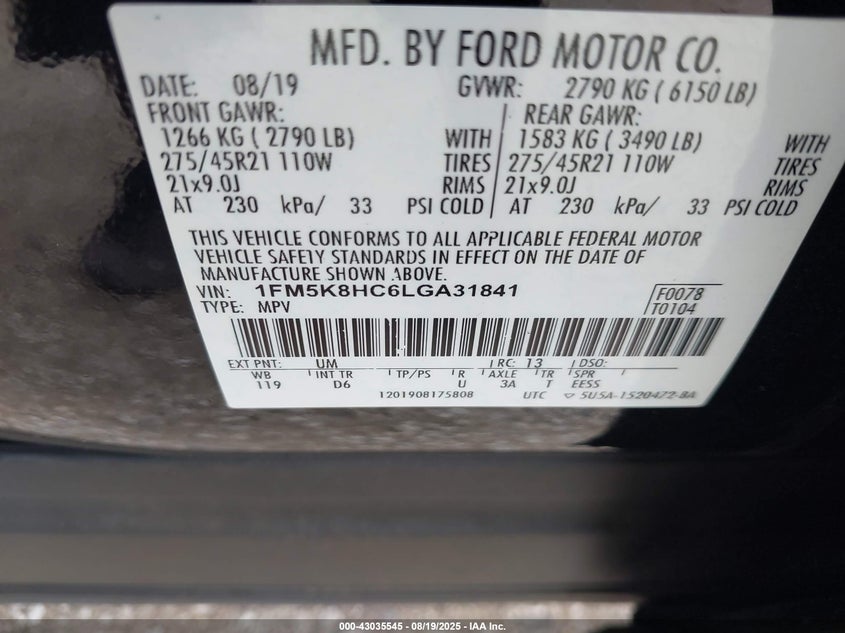 MFD. BY FORD MOTOR CO.
DATE: 08/19 GVWR: 2790 KG ( 6150 LB)
FRONT GAWR: REAR GAWR:
1266 KG ( 2790 LB) WITH 1583 KG ( 3490 LB) WITH
275/45R21 110W TIRES 275/45R21 110W TIRES
21x9.0J RIMS 21x9.0J RIMS
AT 230 kPa/ 33 PSI COLD AT 230 kPa/ 33 PSI COLD
THIS VEHICLE CONFORMS TO ALL APPLICABLE FEDERAL MOTOR
VEHICLE SAFETY STANDARDS IN EFFECT ON THE DATE OF
MANUFACTURE SHOWN ABOVE.
VIN: 1FM5K8HC6LGA31841 F0078
TYPE: MPV T0104
EXT PNT: UM RC: 13 DSO:
WB INT TR TP/PS R AXLE TR SPR
119 D6 U 3A T EESS
1201908175808 UTC 5U5A-1520472-BA
000-43035545 - 08/19/2025 - IAA Inc.